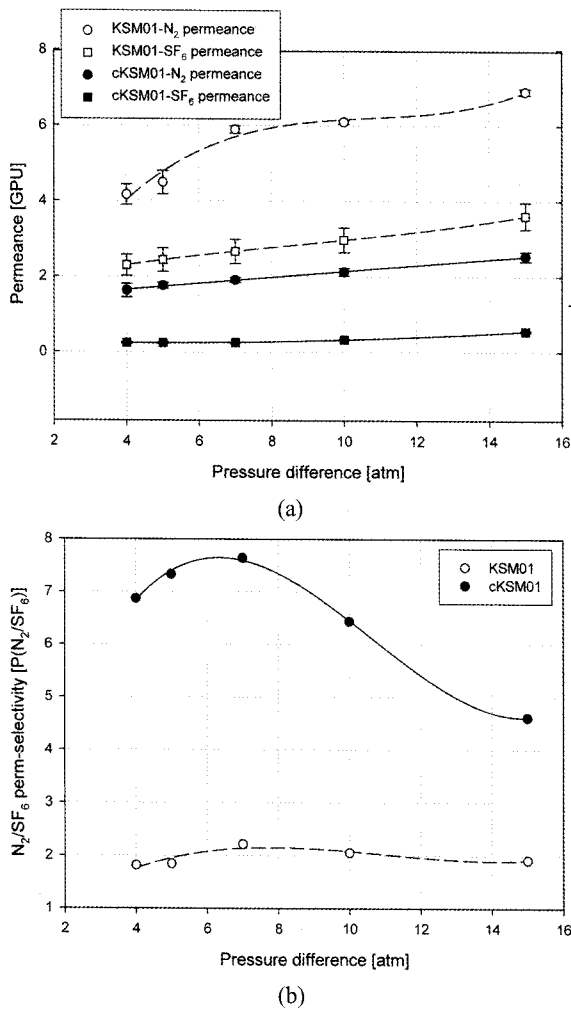 KSM01-N₂ permeance
KSM01-SF₆ permeance
cKSM01-N₂ permeance
cKSM01-SF₆ permeance
8
6
4
2
0
Permeance [GPU]
2 4 6 8 10 12 14 16
Pressure difference [atm]
(a)
8
7
6
5
4
3
2
1
N₂/SF₆ perm-selectivity [P(N₂/SF₆)]
KSM01
cKSM01
2 4 6 8 10 12 14 16
Pressure difference [atm]
(b)